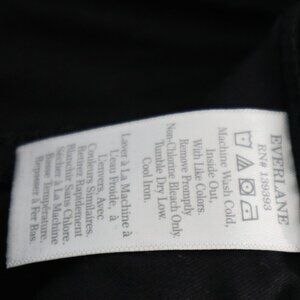 EVERLANE
RN# 139393
Machine Wash Cold,
Inside Out,
With Like Colors.
Remove Promptly
Non-Chlorine Bleach Only.
Tumble Dry Low.
Cool Iron.
Laver à La Machine à
L'eau Froide, à
L'envers, Avec
Couleurs Similaires.
Retirer Rapidement
Blanchir Sans Chlore.
Sécher à La Machine
Basse Température.
Repasser à Fer Bas.